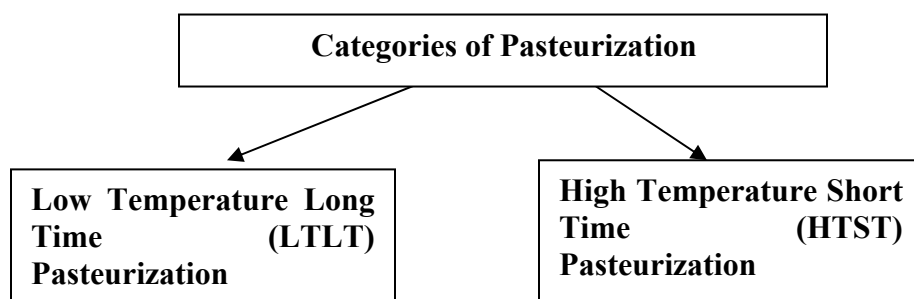 Categories of Pasteurization
Low Temperature Long
Time (LTLT)
Pasteurization
High Temperature Short
Time (HTST)
Pasteurization